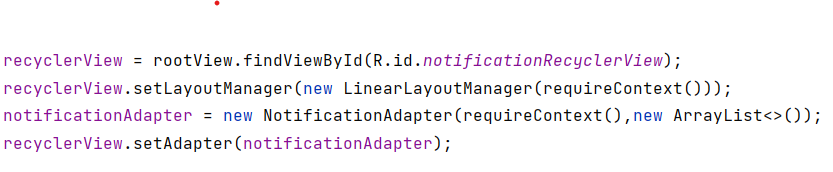 recyclerView = rootView.findViewById(R.id.notificationRecyclerView);
recyclerView.setLayoutManager(new LinearLayoutManager(requireContext()));
notificationAdapter = new NotificationAdapter(requireContext(),new ArrayList<>());
recyclerView.setAdapter(notificationAdapter);